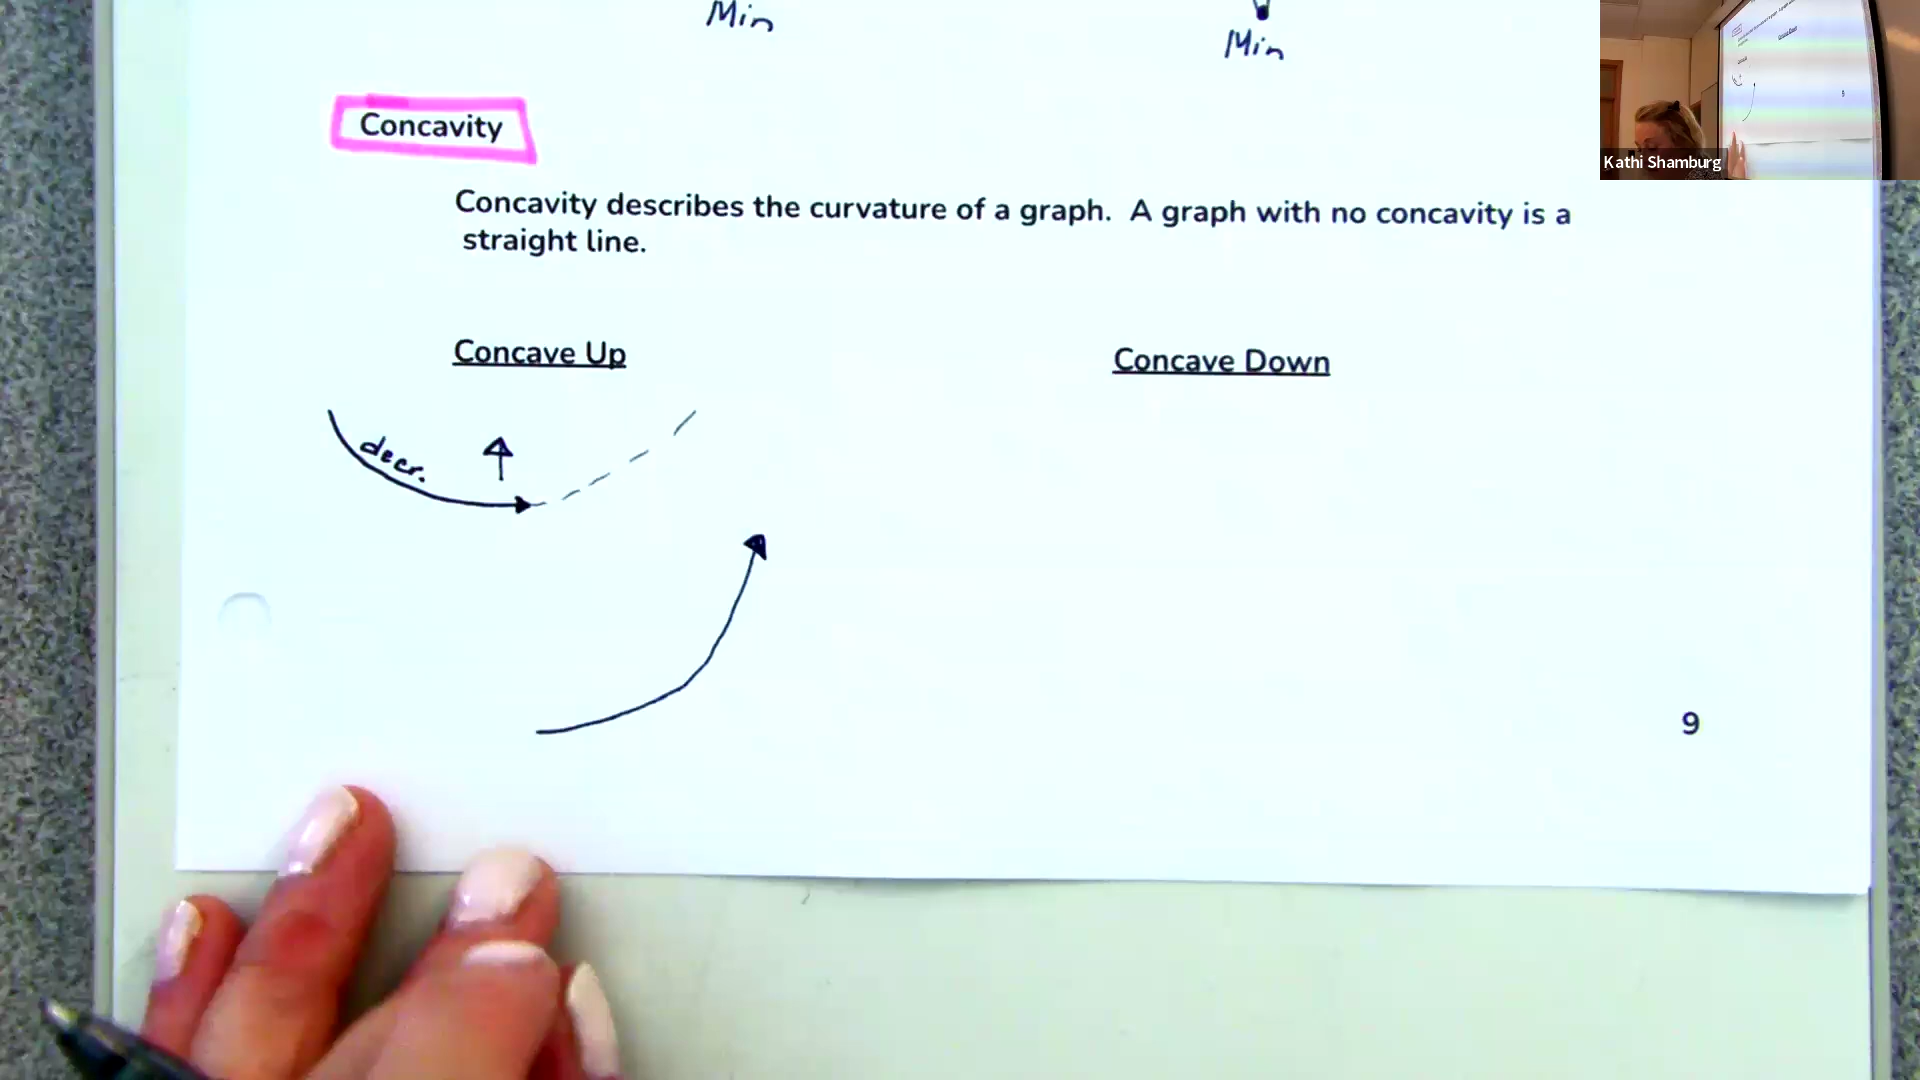 Min
Min
Kathi Shamburg
Concavity
Concavity describes the curvature of a graph. A graph with no concavity is a
straight line.
Concave Up
Concave Down
decr.
9